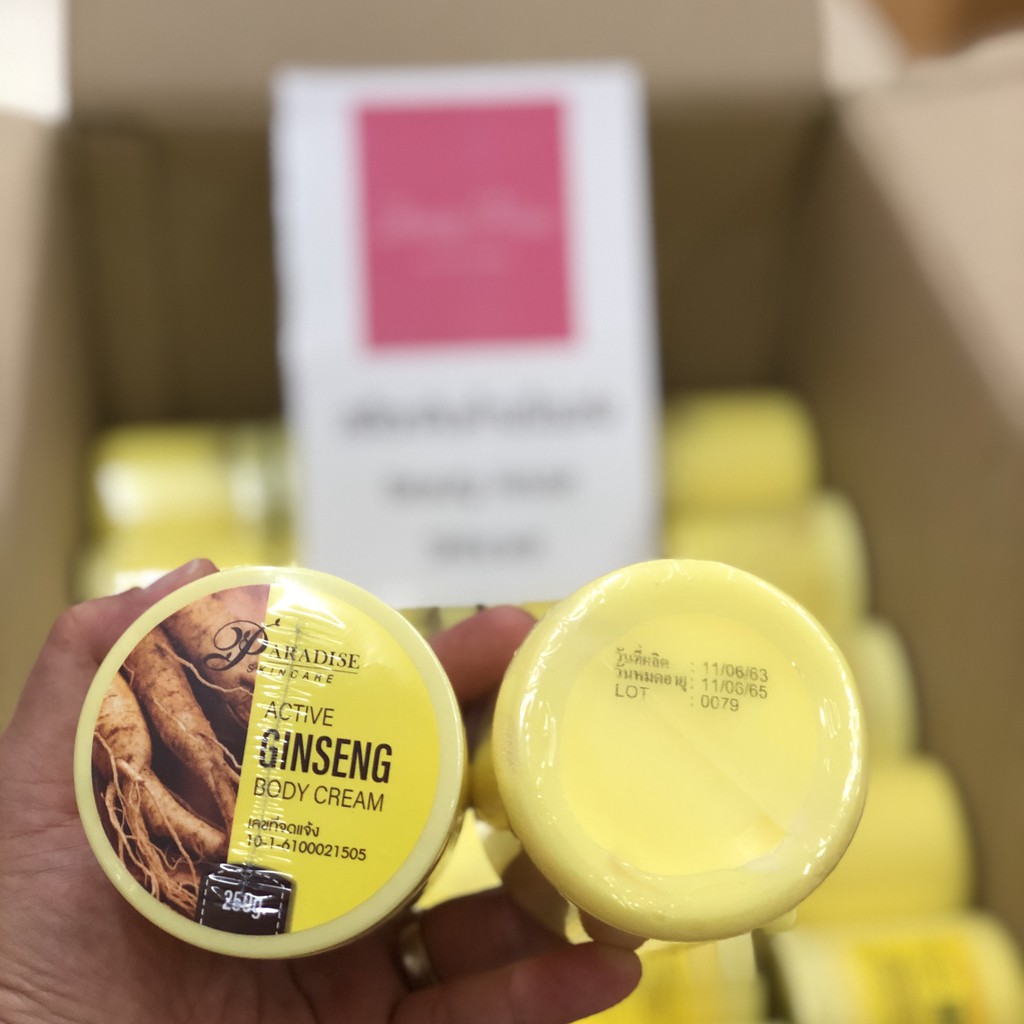 PARADISE
SKINCARE
ACTIVE
GINSENG
BODY CREAM
เลขที่จดแจ้ง
10-1-6100021505
250g.
วันที่ผลิต : 11/06/63
วันหมดอายุ : 11/06/65
LOT : 0079